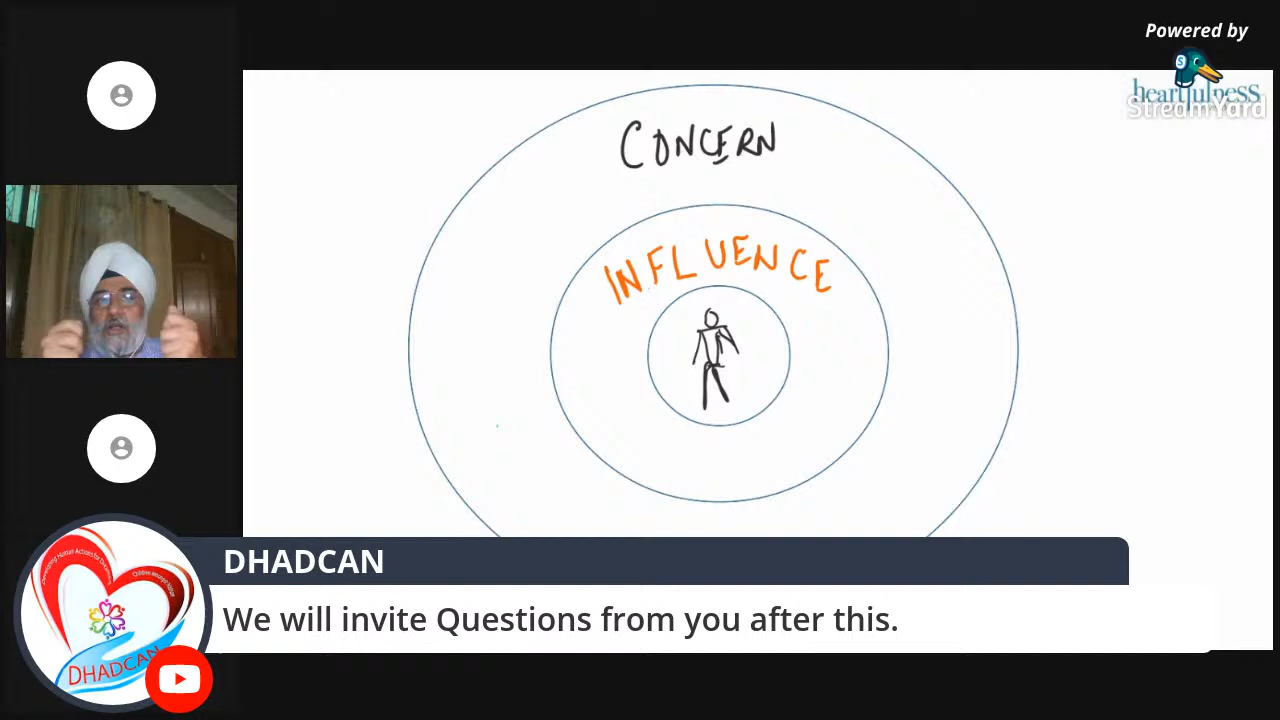 Powered by
heartfulness
StreamYard
CONCERN
INFLUENCE
DHADCAN
We will invite Questions from you after this.
DHADCAN